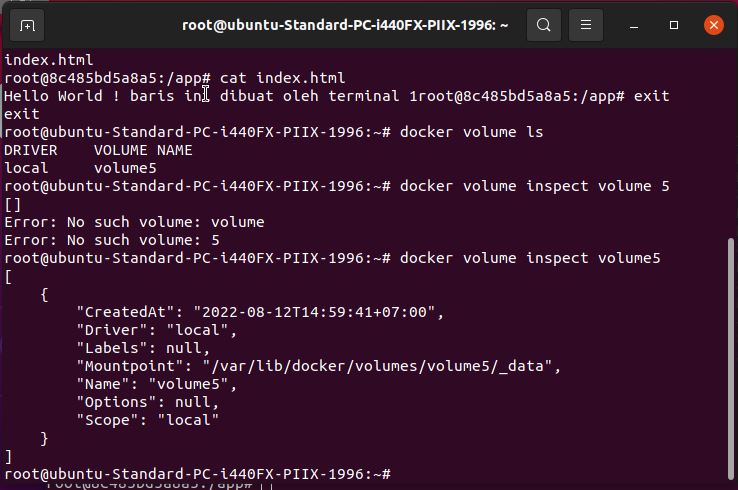 root@ubuntu-Standard-PC-i440FX-PIIX-1996: ~
index.html
root@8c485bd5a8a5:/app# cat index.html
Hello World ! baris ini dibuat oleh terminal 1root@8c485bd5a8a5:/app# exit
exit
root@ubuntu-Standard-PC-i440FX-PIIX-1996:~# docker volume ls
DRIVER    VOLUME NAME
local     volume5
root@ubuntu-Standard-PC-i440FX-PIIX-1996:~# docker volume inspect volume 5
[]
Error: No such volume: volume
Error: No such volume: 5
root@ubuntu-Standard-PC-i440FX-PIIX-1996:~# docker volume inspect volume5
[
    {
        "CreatedAt": "2022-08-12T14:59:41+07:00",
        "Driver": "local",
        "Labels": null,
        "Mountpoint": "/var/lib/docker/volumes/volume5/_data",
        "Name": "volume5",
        "Options": null,
        "Scope": "local"
    }
]
root@ubuntu-Standard-PC-i440FX-PIIX-1996:~#
root@8c485bd5a8a5:/app#